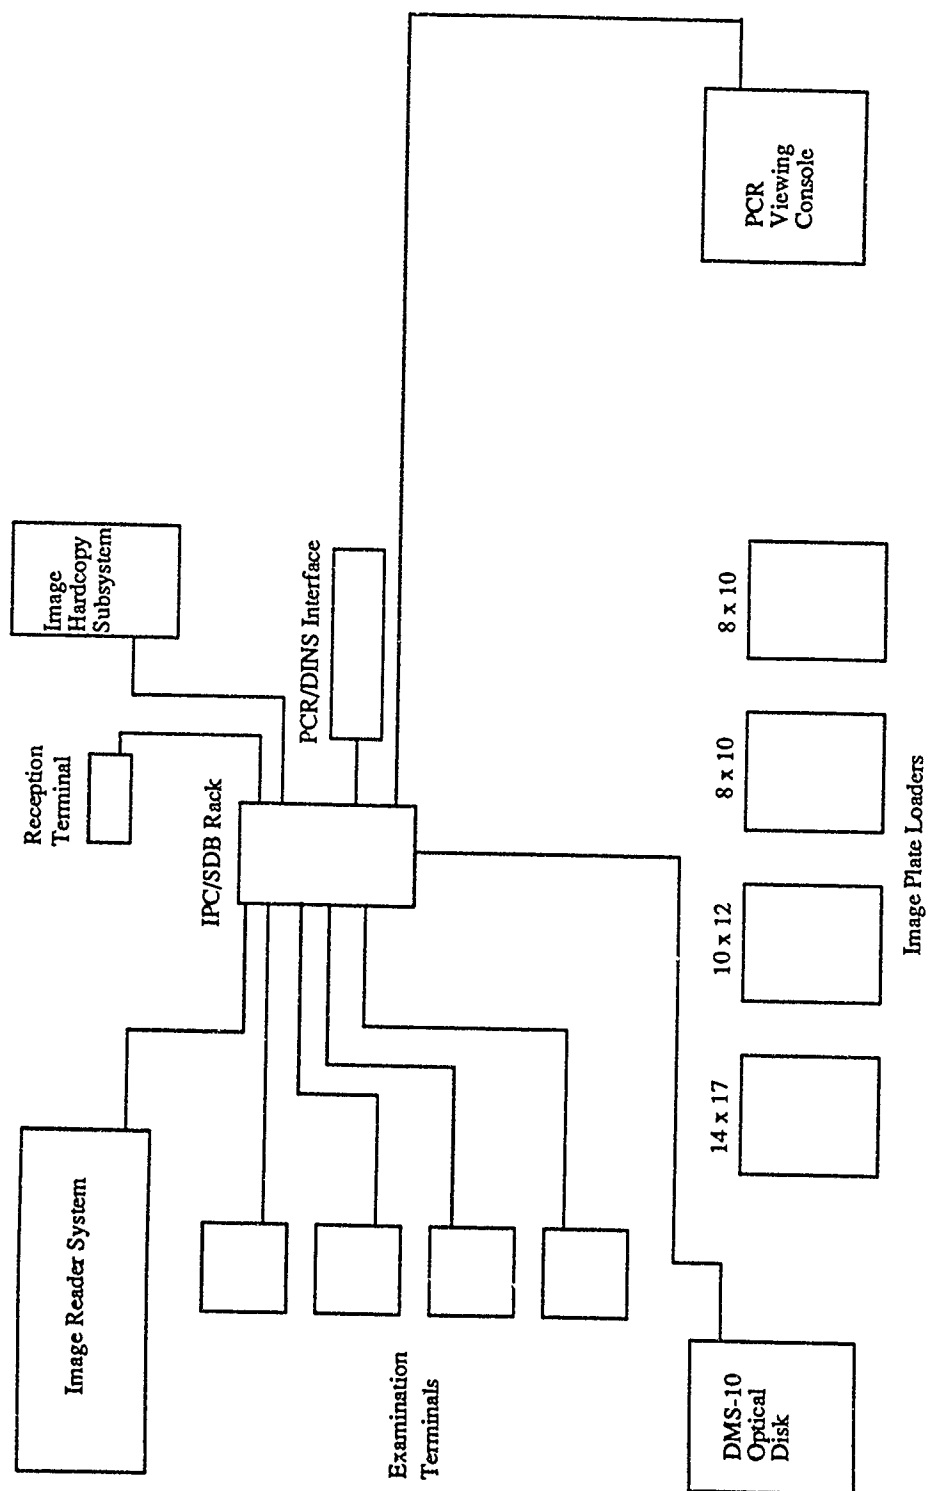 Image Reader System
Reception
Terminal
Image
Hardcopy
Subsystem
IPC/SDB Rack
PCR/DINS Interface
Examination
Terminals
DMS-10
Optical
Disk
14 x 17
10 x 12
8 x 10
8 x 10
Image Plate Loaders
PCR
Viewing
Console